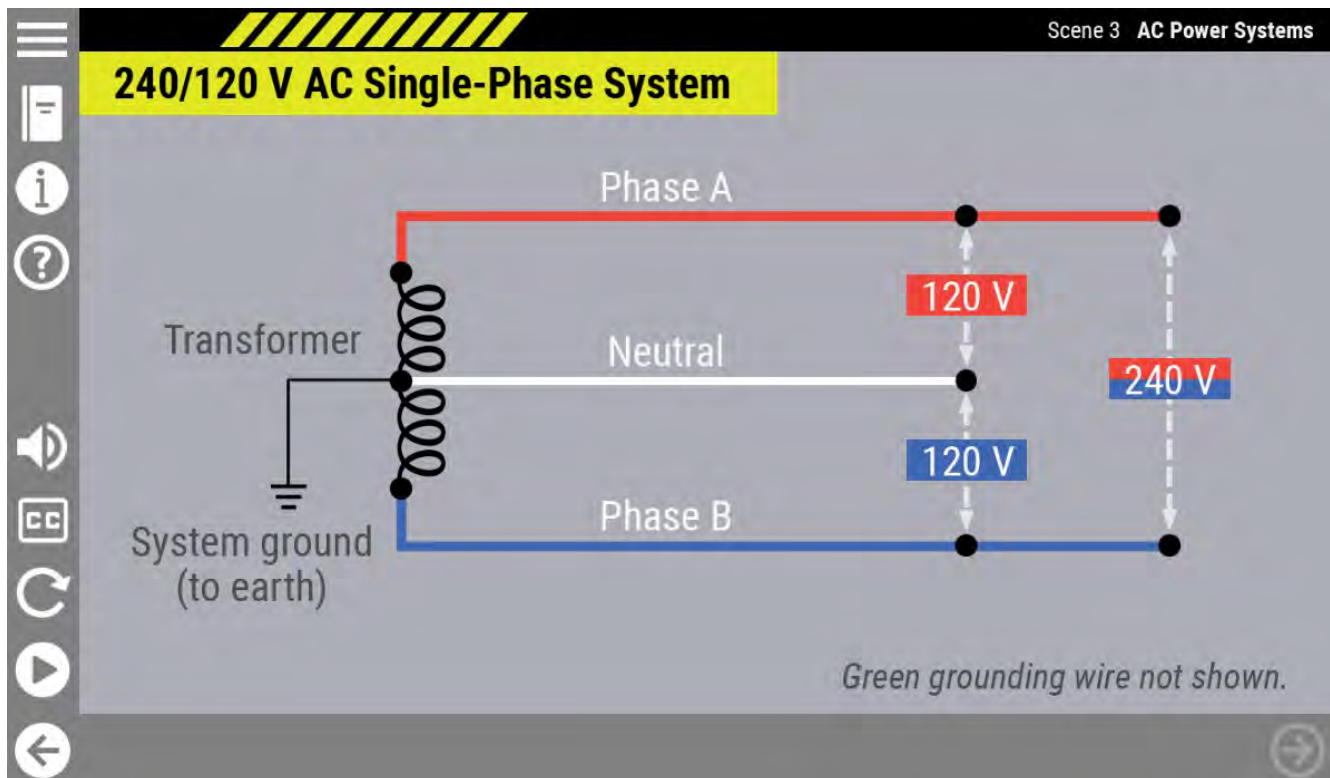 Scene 3 AC Power Systems
240/120 V AC Single-Phase System
Phase A
120 V
Transformer
Neutral
240 V
120 V
Phase B
System ground
(to earth)
Green grounding wire not shown.
CC